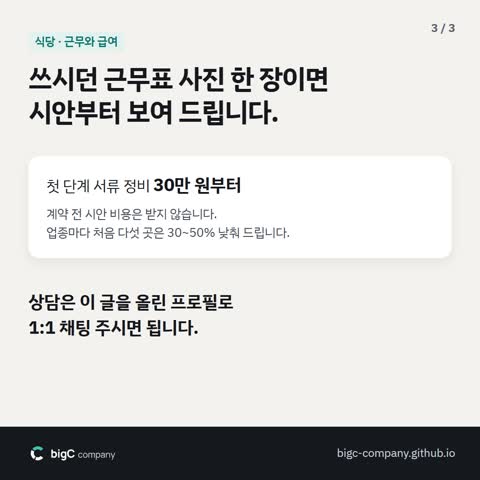 3 / 3
식당 · 근무와 급여
쓰시던 근무표 사진 한 장이면
시안부터 보여 드립니다.
첫 단계 서류 정비 30만 원부터
계약 전 시안 비용은 받지 않습니다.
업종마다 처음 다섯 곳은 30~50% 낮춰 드립니다.
상담은 이 글을 올린 프로필로
1:1 채팅 주시면 됩니다.
bigC company
bigc-company.github.io